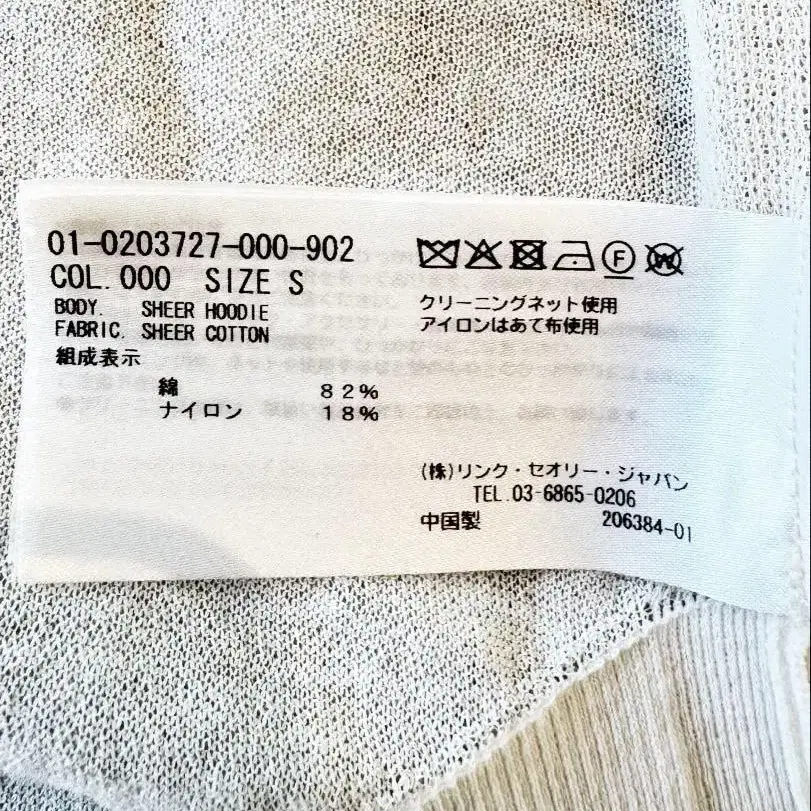 01-0203727-000-902
COL. 000 SIZE S
BODY. SHEER HOODIE
FABRIC. SHEER COTTON
組成表示
綿 82%
ナイロン 18%
F
W
クリーニングネット使用
アイロンはあて布使用
(株)リンク・セオリー・ジャパン
TEL.03-6865-0206
中国製 206384-01